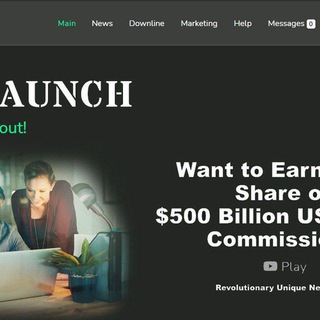 Main News Downline Marketing Help Messages 0
AUNCH
out!
Want to Earn
Share o
$500 Billion US
Commissi
Play
Revolutionary Unique Ne